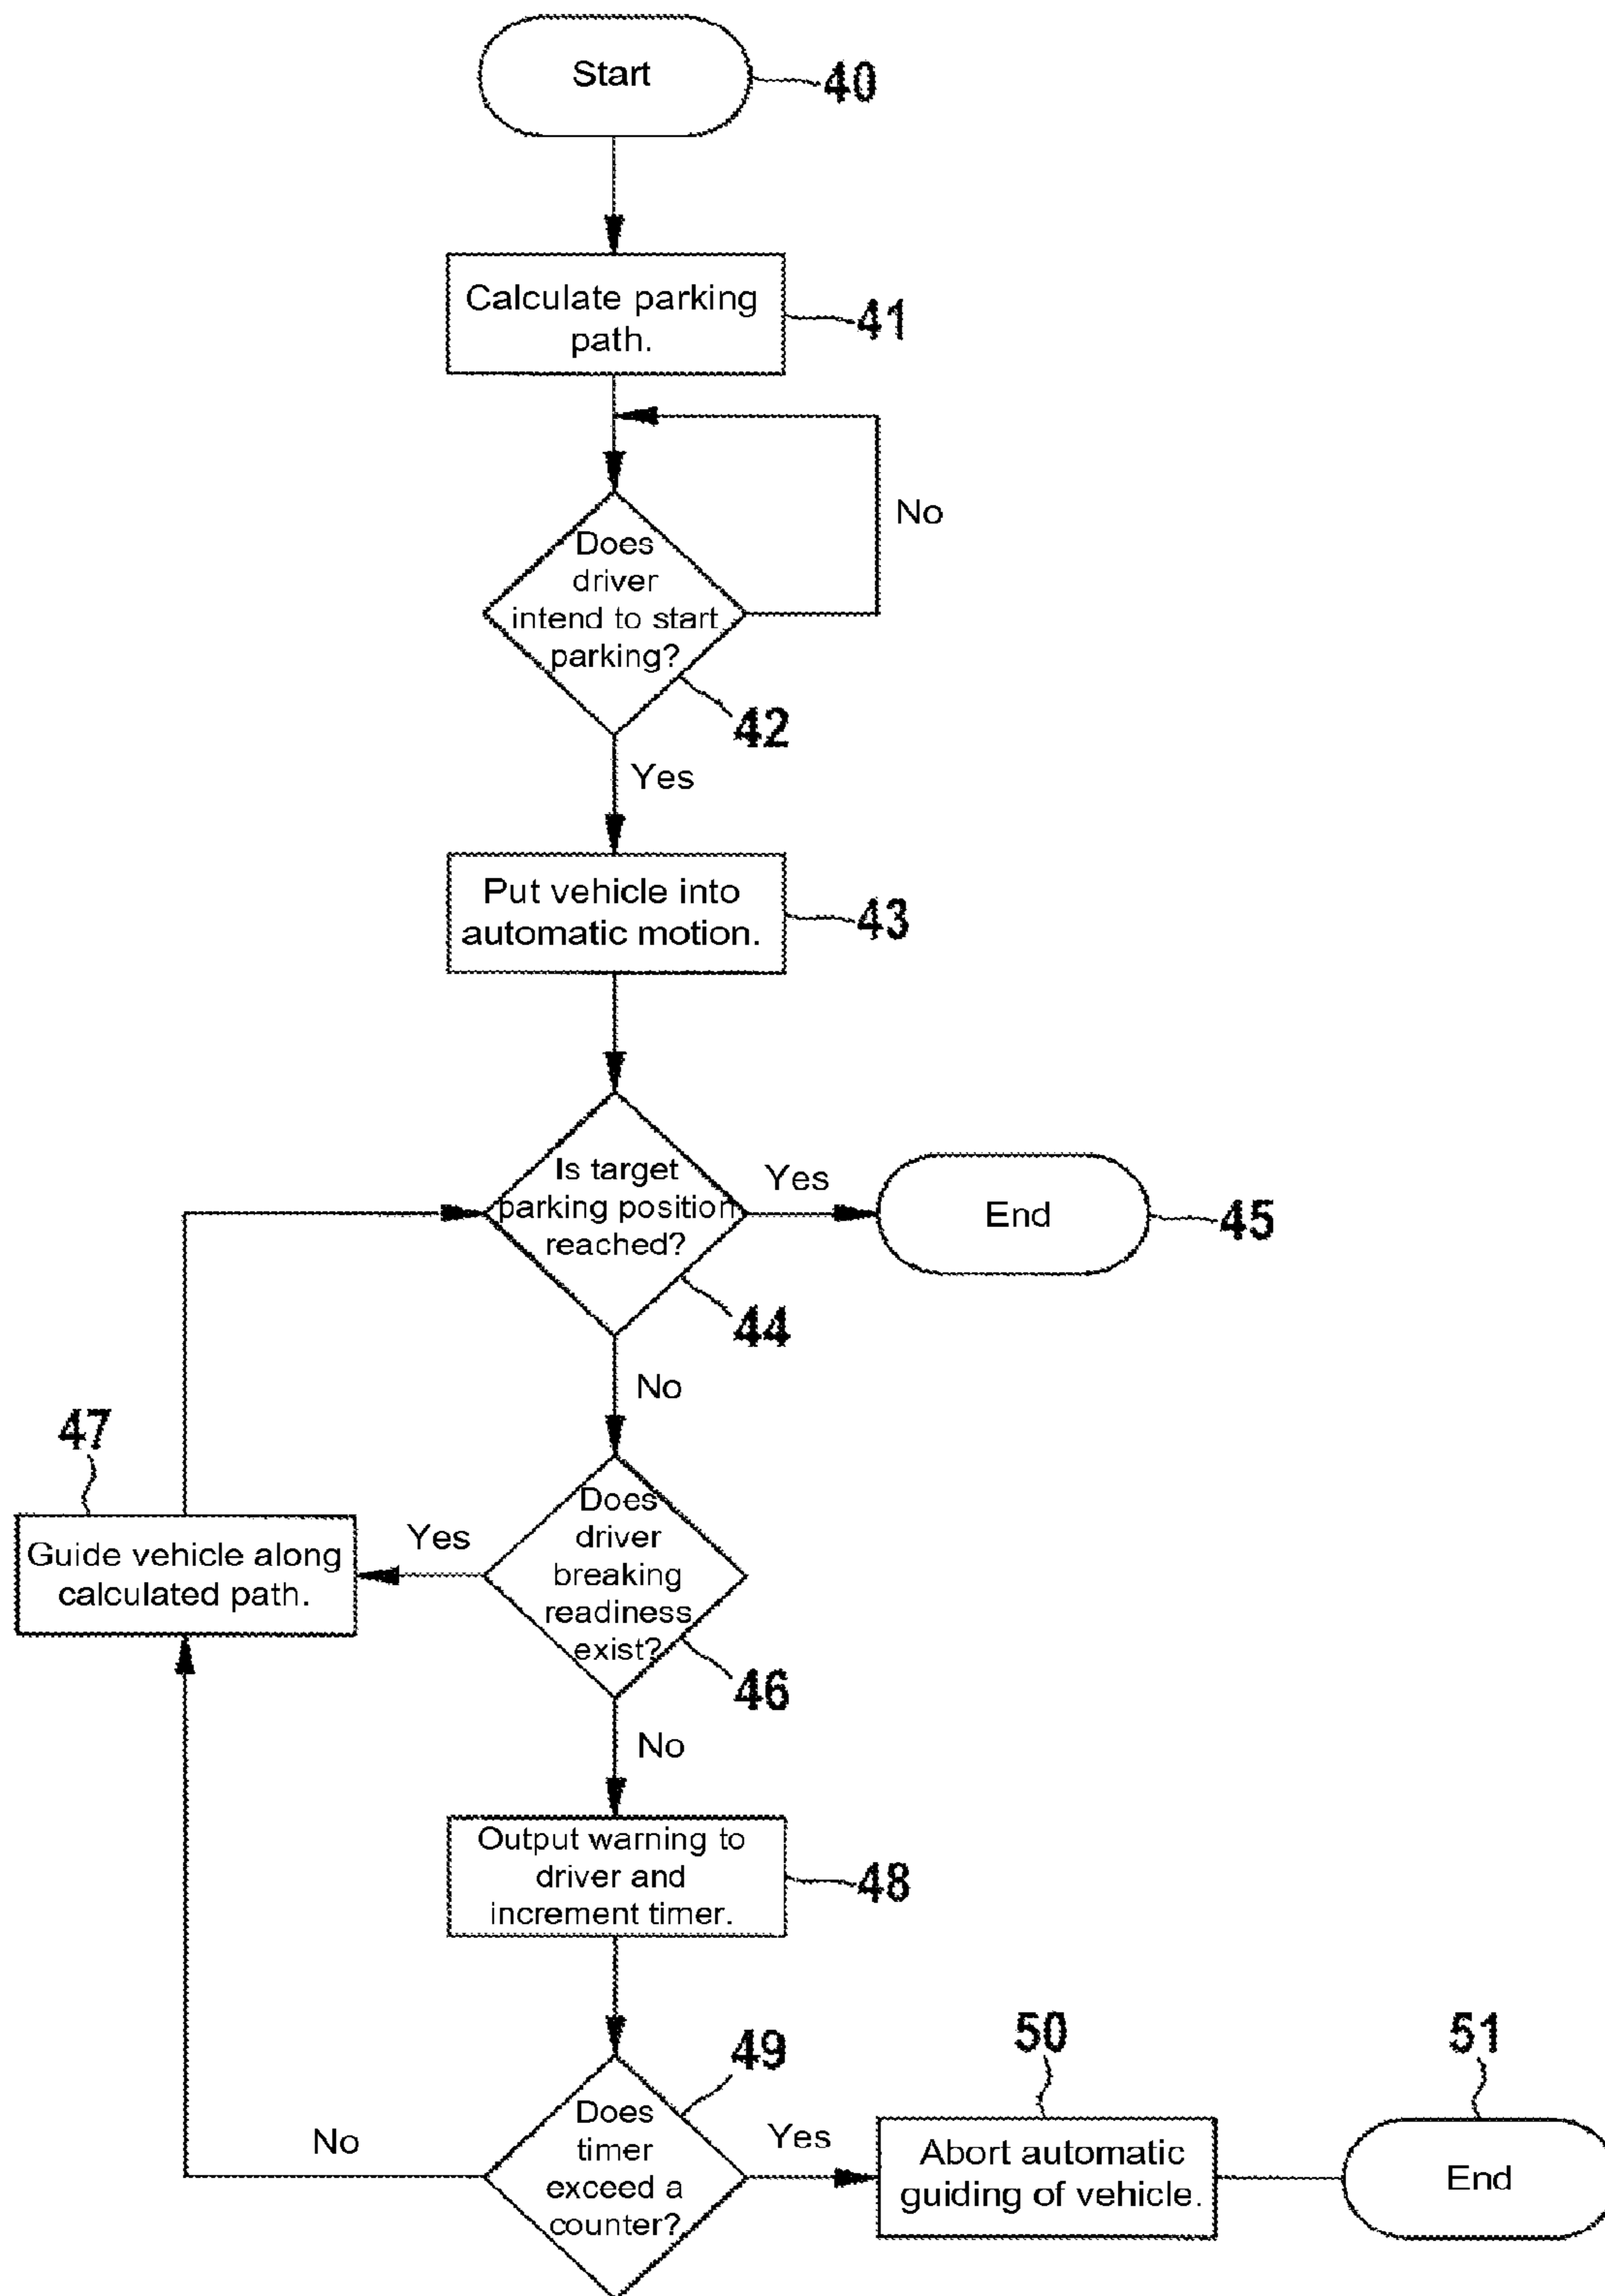 Start
40
Calculate parking
path.
41
No
Does
driver
intend to start
parking?
42
Yes
Put vehicle into
automatic motion.
43
Is target
parking position
reached?
Yes
End
45
44
No
47
Guide vehicle along
calculated path.
Yes
Does
driver
breaking
readiness
exist?
46
No
Output warning to
driver and
increment timer.
48
49
50
51
No
Does
timer
exceed a
counter?
Yes
Abort automatic
guiding of vehicle.
End